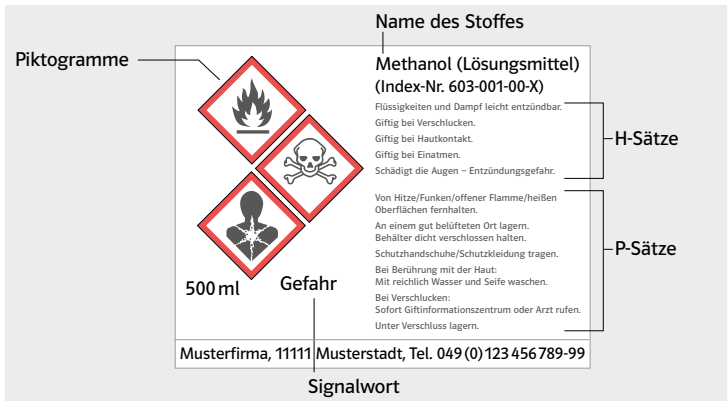 Name des Stoffes
Piktogramme
Methanol (Lösungsmittel)
(Index-Nr. 603-001-00-X)
Flüssigkeiten und Dampf leicht entzündbar.
Giftig bei Verschlucken.
Giftig bei Hautkontakt.
Giftig bei Einatmen.
Schädigt die Augen – Entzündungsgefahr.
H-Sätze
Von Hitze/Funken/offener Flamme/heißen
Oberflächen fernhalten.
An einem gut belüfteten Ort lagern.
Behälter dicht verschlossen halten.
Schutzhandschuhe/Schutzkleidung tragen.
Bei Berührung mit der Haut:
Mit reichlich Wasser und Seife waschen.
Bei Verschlucken:
Sofort Giftinformationszentrum oder Arzt rufen.
Unter Verschluss lagern.
P-Sätze
500 ml
Gefahr
Musterfirma, 11111 Musterstadt, Tel. 049 (0) 123 456 789-99
Signalwort